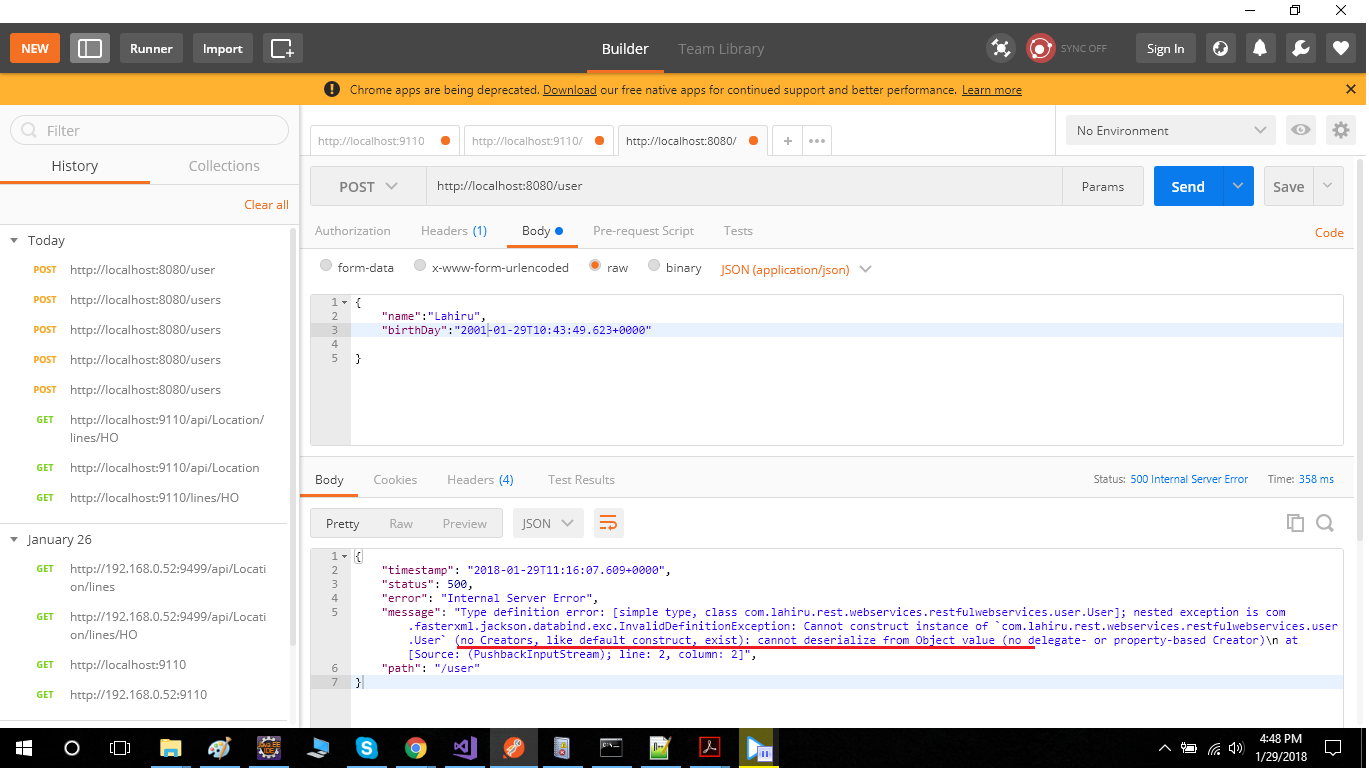 NEW
Runner
Import
Builder
Team Library
SYNC OFF
Sign In
Chrome apps are being deprecated. Download our free native apps for continued support and better performance. Learn more
Filter
History
Collections
Clear all
Today
POST http://localhost:8080/user
POST http://localhost:8080/users
POST http://localhost:8080/users
POST http://localhost:8080/users
POST http://localhost:8080/users
GET http://localhost:9110/api/Location/
lines/HO
GET http://localhost:9110/api/Location
GET http://localhost:9110/lines/HO
January 26
GET http://192.168.0.52:9499/api/Locati
on/lines
GET http://192.168.0.52:9499/api/Locati
on/lines/HO
GET http://localhost:9110
GET http://192.168.0.52:9110
http://localhost:9110
http://localhost:9110/
http://localhost:8080/
No Environment
POST
http://localhost:8080/user
Params
Send
Save
Authorization
Headers (1)
Body
Pre-request Script
Tests
Code
form-data
x-www-form-urlencoded
raw
binary
JSON (application/json)
1 {
2 "name":"Lahiru",
3 "birthDay":"2001-01-29T10:43:49.623+0000"
4
5 }
Body
Cookies
Headers (4)
Test Results
Status: 500 Internal Server Error
Time: 358 ms
Pretty
Raw
Preview
JSON
1 {
2 "timestamp": "2018-01-29T11:16:07.609+0000",
3 "status": 500,
4 "error": "Internal Server Error",
5 "message": "Type definition error: [simple type, class com.lahiru.rest.webservices.restfulwebservices.user.User]; nested exception is com
.fasterxml.jackson.databind.exc.InvalidDefinitionException: Cannot construct instance of `com.lahiru.rest.webservices.restfulwebservices.user
.User` (no Creators, like default construct, exist): cannot deserialize from Object value (no delegate- or property-based Creator)\n at
[Source: (PushbackInputStream); line: 2, column: 2]",
6 "path": "/user"
7 }
4:48 PM
1/29/2018